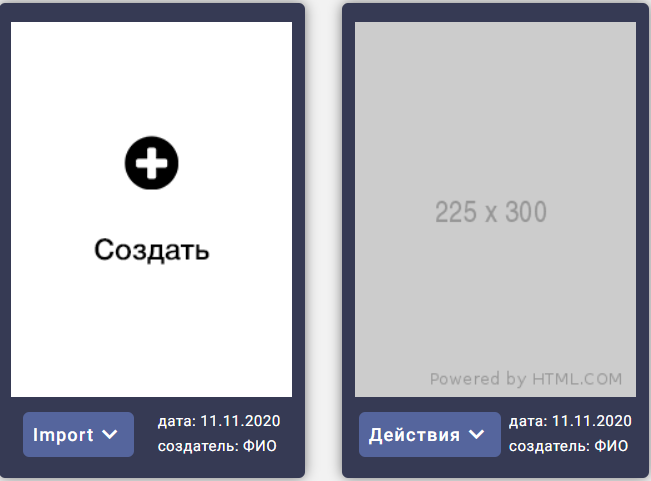 Создать
Import
дата: 11.11.2020
создатель: ФИО
225 x 300
Powered by HTML.COM
Действия
дата: 11.11.2020
создатель: ФИО